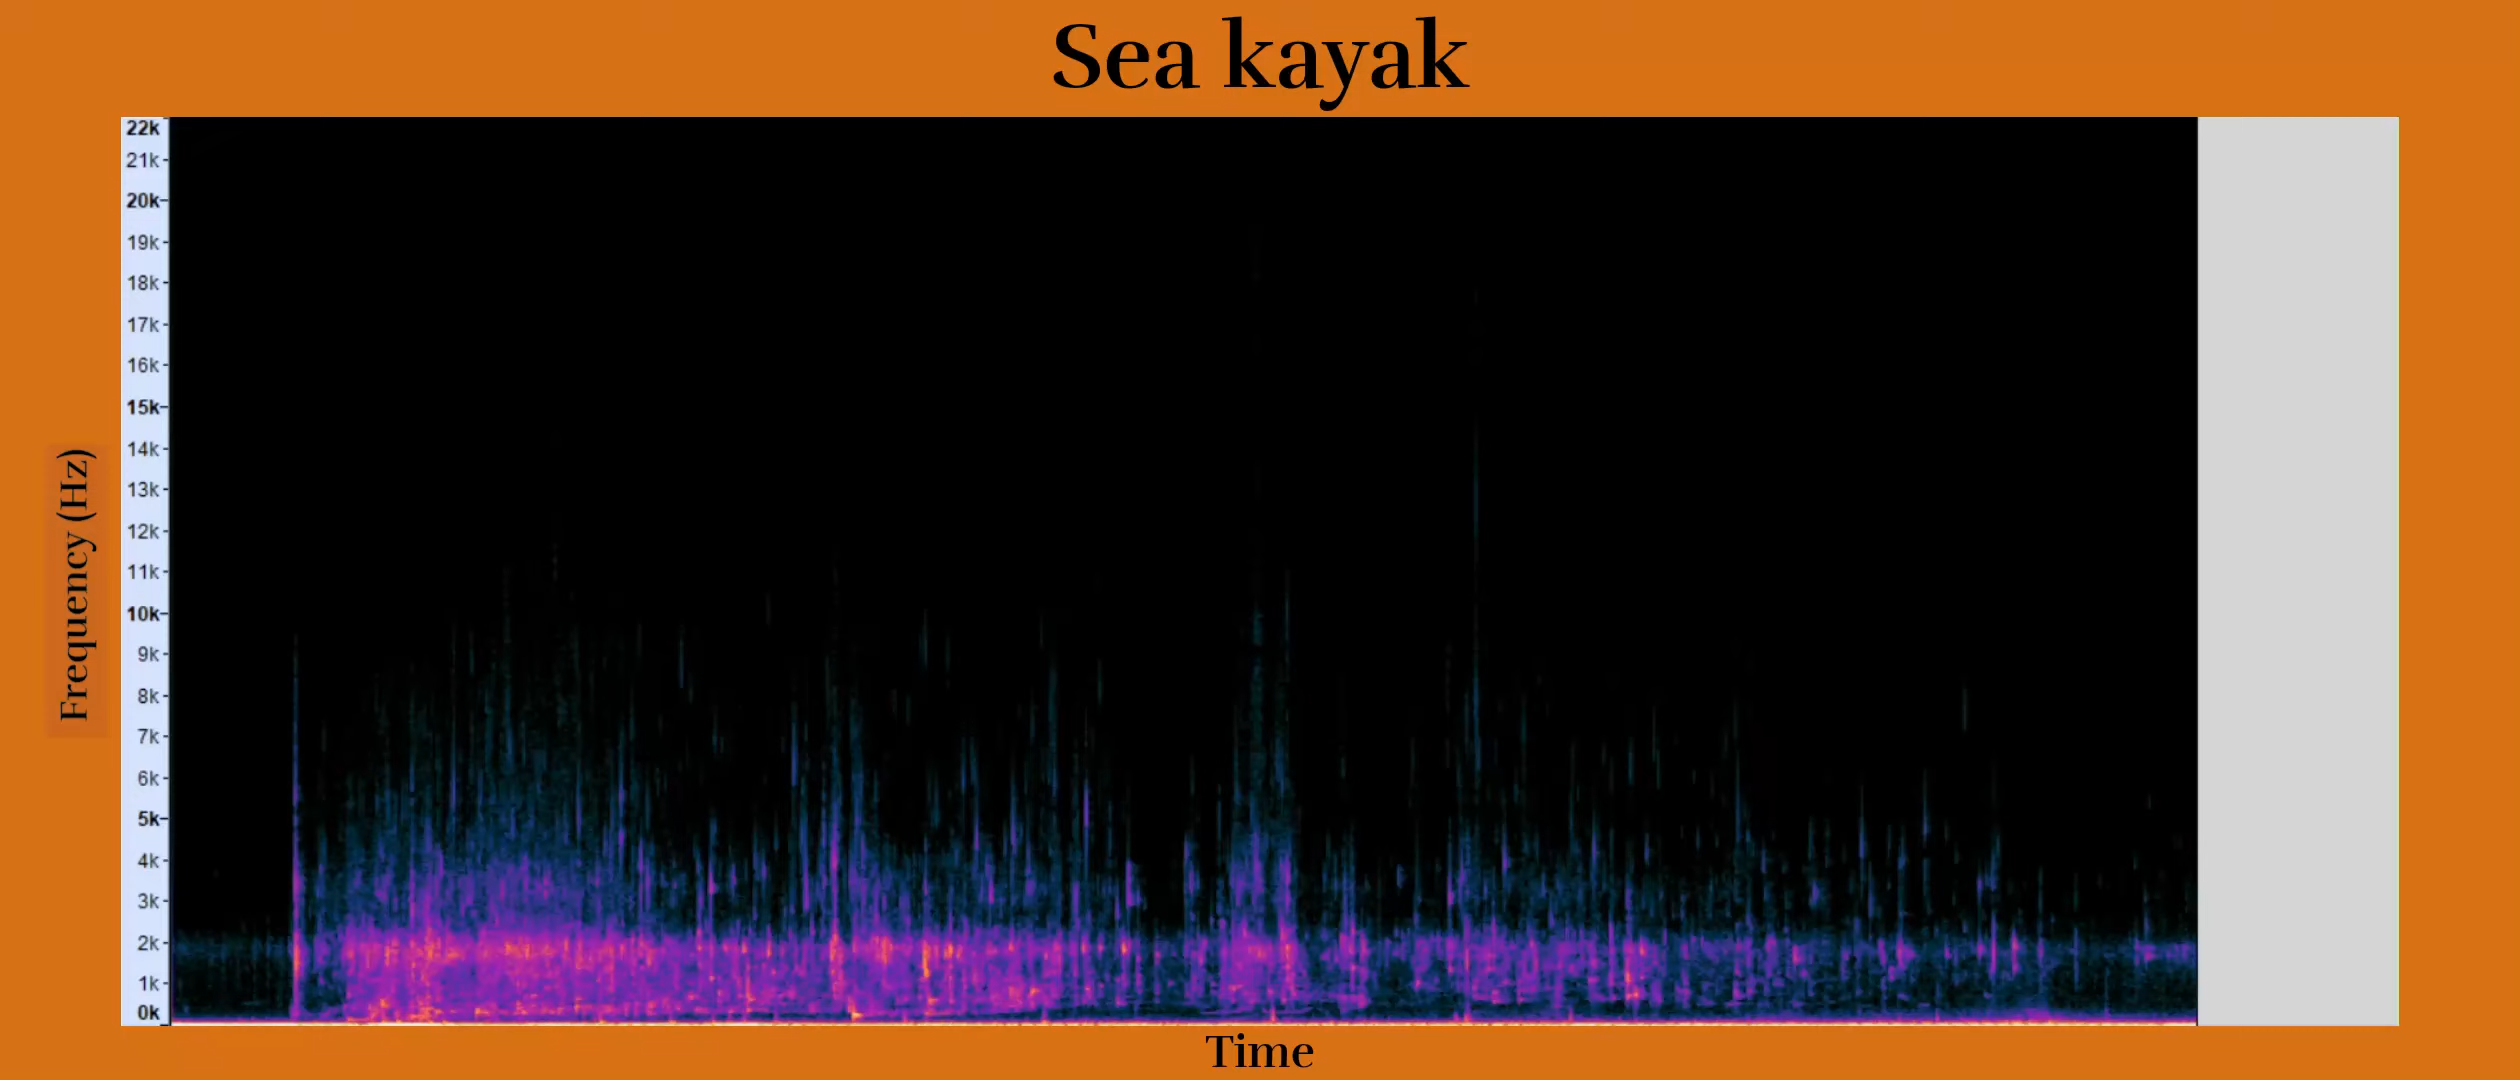 Sea kayak
22k
21k
20k
19k
18k
17k
16k
15k
14k
13k
12k
11k
10k
9k
8k
7k
6k
5k
4k
3k
2k
1k
0k
Frequency (Hz)
Time